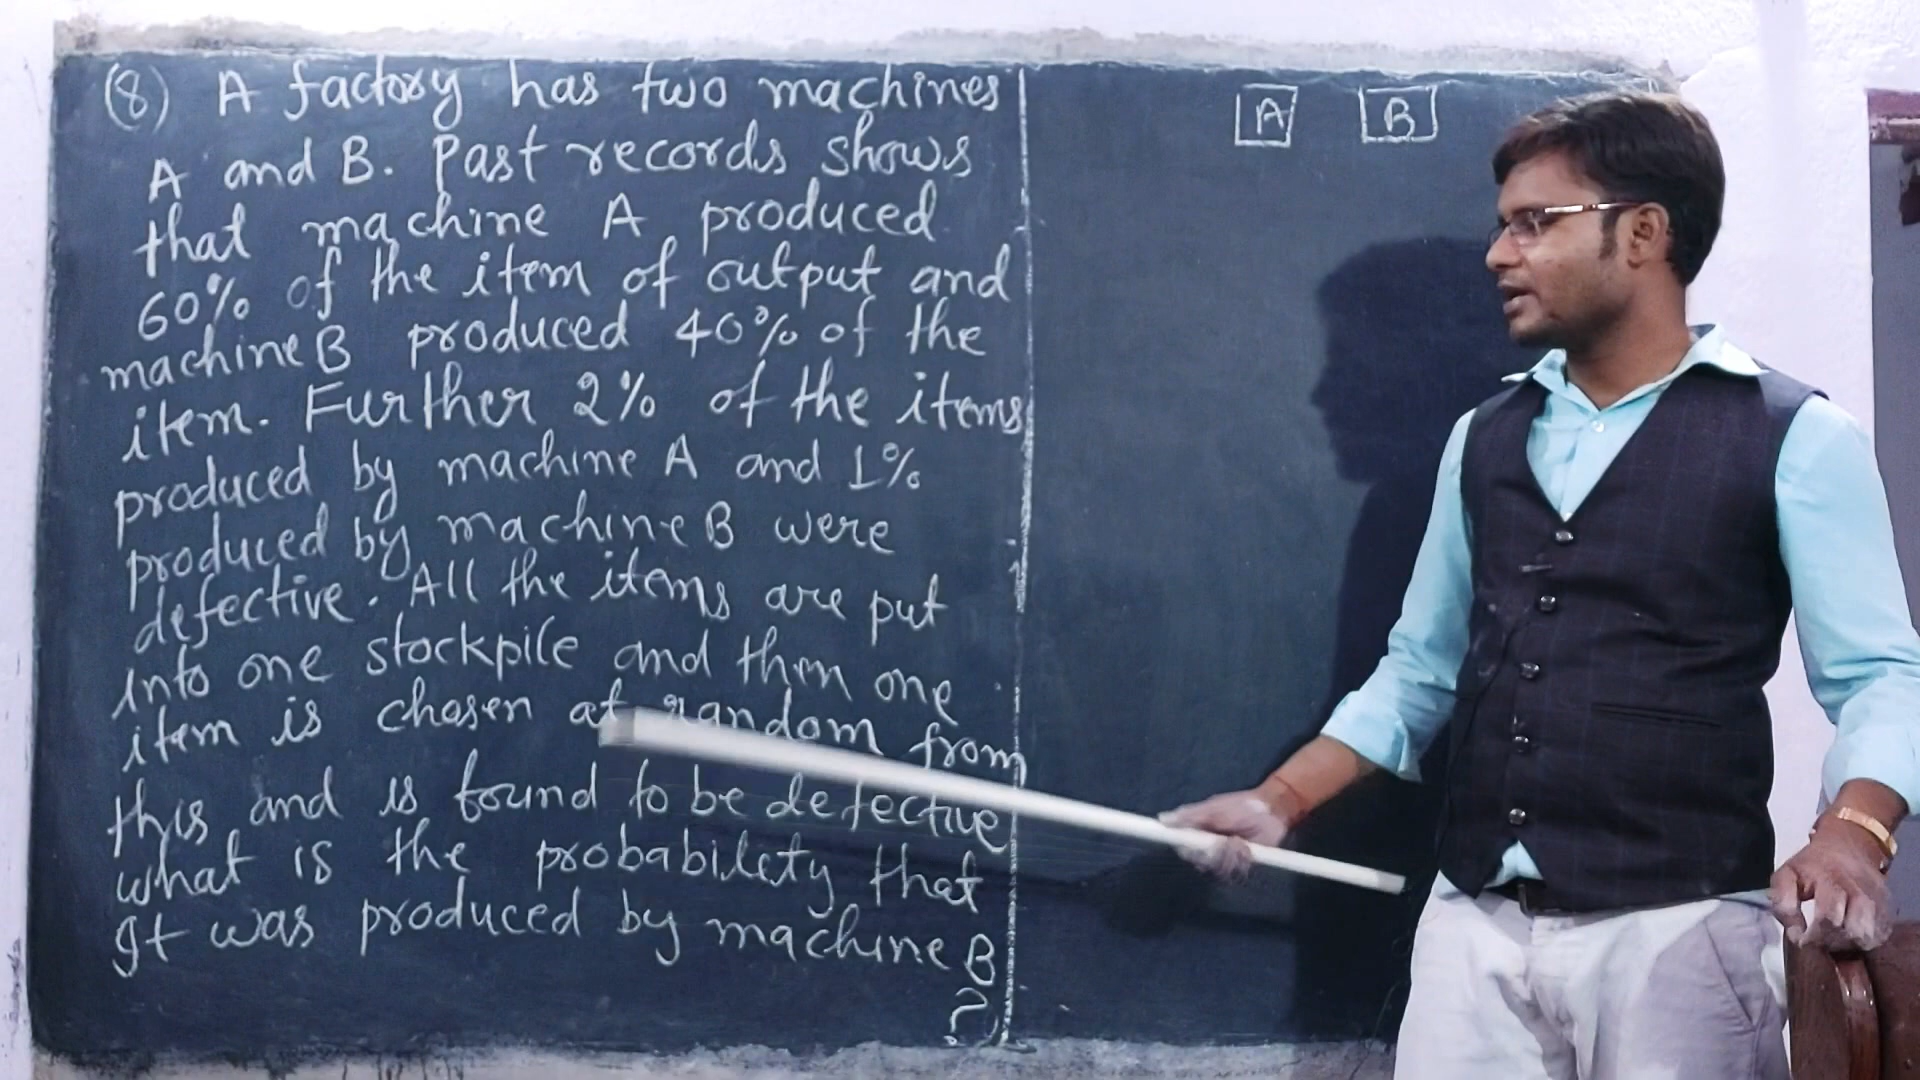 (8) A factory has two machines
A and B. Past records shows
that machine A produced
60% of the item of output and
machine B produced 40% of the
item. Further 2% of the items
produced by machine A and 1%
produced by machine B were
defective. All the items are put
into one stockpile and then one
item is chosen at random from
this and is found to be defective
what is the probability that
It was produced by machine B
?
A B